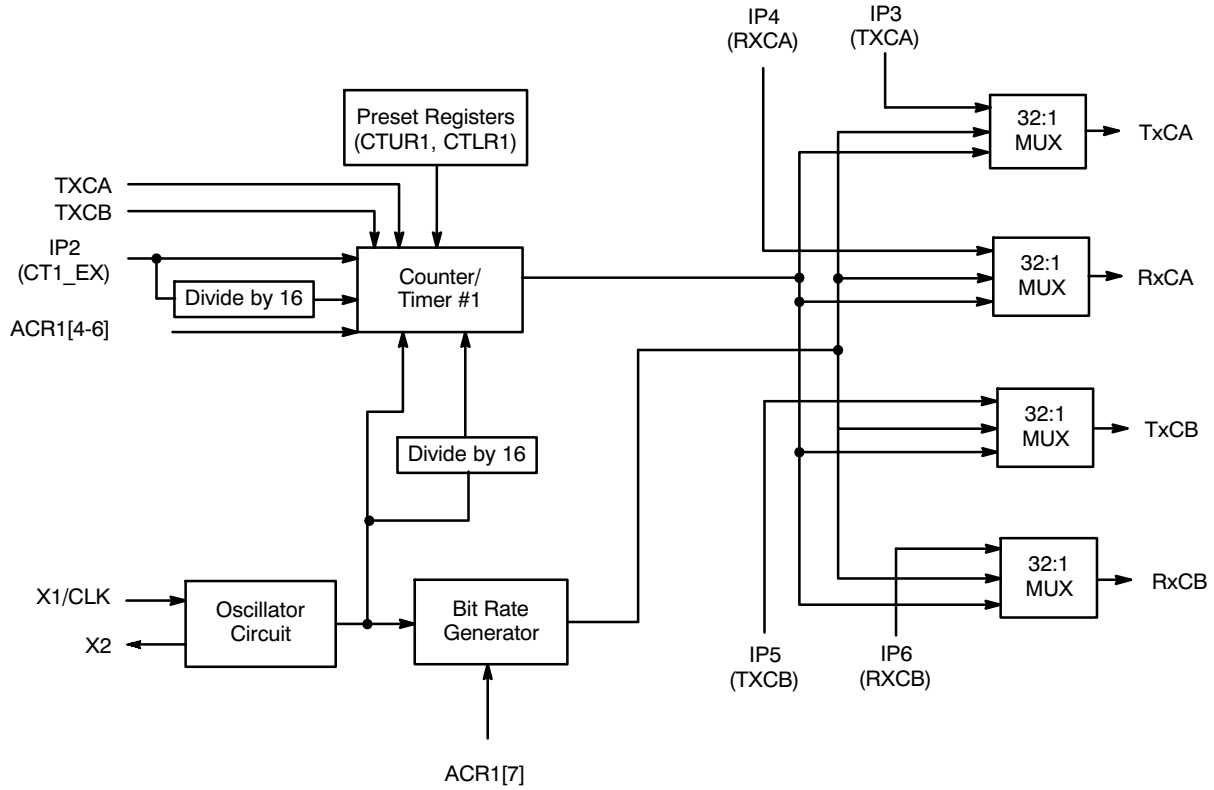 IP4
(RXCA)
IP3
(TXCA)
Preset Registers
(CTUR1, CTLR1)
32:1
MUX
TxCA
TXCA
TXCB
IP2
(CT1_EX)
Counter/
Timer #1
Divide by 16
ACR1[4-6]
32:1
MUX
RxCA
Divide by 16
32:1
MUX
TxCB
X1/CLK
X2
Oscillator
Circuit
Bit Rate
Generator
32:1
MUX
RxCB
IP5
(TXCB)
IP6
(RXCB)
ACR1[7]